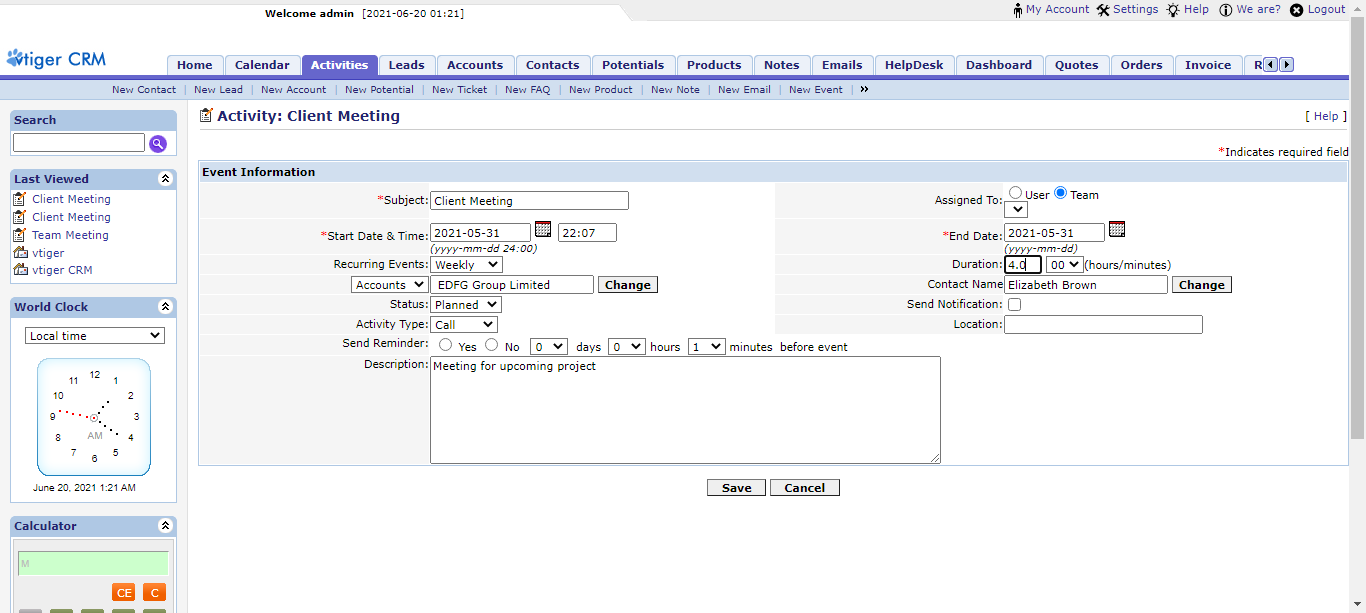 Welcome admin [2021-06-20 01:21]
My Account Settings Help We are? Logout
vtiger CRM
Home Calendar Activities Leads Accounts Contacts Potentials Products Notes Emails HelpDesk Dashboard Quotes Orders Invoice R
New Contact | New Lead | New Account | New Potential | New Ticket | New FAQ | New Product | New Note | New Email | New Event | »
Search
Last Viewed
Client Meeting
Client Meeting
Team Meeting
vtiger
vtiger CRM
World Clock
Local time
12
11 1
10 2
9 3
AM
8 4
7 5
6
June 20, 2021 1:21 AM
Calculator
M
CE C
Activity: Client Meeting
[ Help ]
*Indicates required field
Event Information
*Subject: Client Meeting
Assigned To: User Team
*Start Date & Time: 2021-05-31 22:07
(yyyy-mm-dd 24:00)
*End Date: 2021-05-31
(yyyy-mm-dd)
Recurring Events: Weekly
Duration: 4.0 00 (hours/minutes)
Accounts EDFG Group Limited Change
Contact Name Elizabeth Brown Change
Status: Planned
Send Notification:
Activity Type: Call
Location:
Send Reminder: Yes No 0 days 0 hours 1 minutes before event
Description: Meeting for upcoming project
Save Cancel